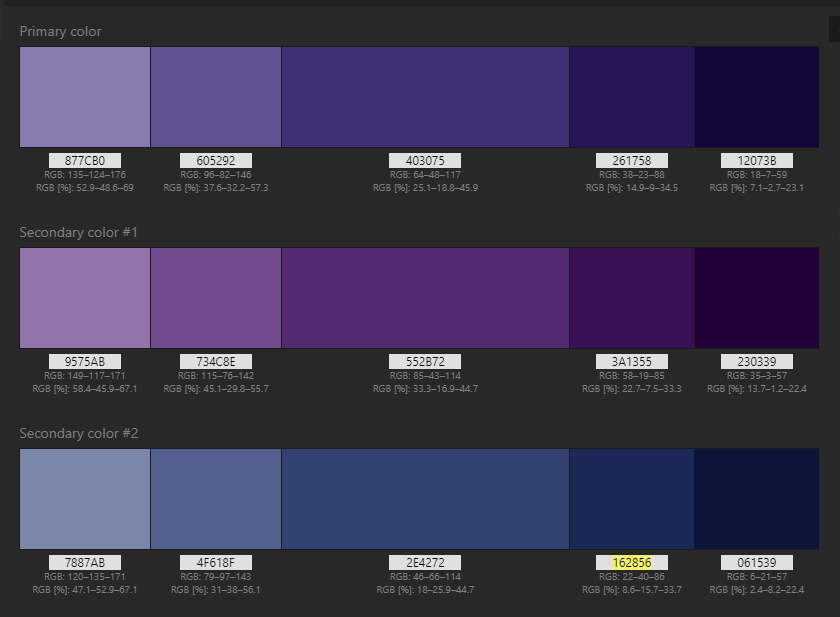 Primary color
877CB0 605292 403075 261758 12073B
RGB: 135–124–176 RGB: 96–82–146 RGB: 64–48–117 RGB: 38–23–88 RGB: 18–7–59
RGB [%]: 52.9–48.6–69 RGB [%]: 37.6–32.2–57.3 RGB [%]: 25.1–18.8–45.9 RGB [%]: 14.9–9–34.5 RGB [%]: 7.1–2.7–23.1
Secondary color #1
9575AB 734C8E 552B72 3A1355 230339
RGB: 149–117–171 RGB: 115–76–142 RGB: 85–43–114 RGB: 58–19–85 RGB: 35–3–57
RGB [%]: 58.4–45.9–67.1 RGB [%]: 45.1–29.8–55.7 RGB [%]: 33.3–16.9–44.7 RGB [%]: 22.7–7.5–33.3 RGB [%]: 13.7–1.2–22.4
Secondary color #2
7887AB 4F618F 2E4272 162856 061539
RGB: 120–135–171 RGB: 79–97–143 RGB: 46–66–114 RGB: 22–40–86 RGB: 6–21–57
RGB [%]: 47.1–52.9–67.1 RGB [%]: 31–38–56.1 RGB [%]: 18–25.9–44.7 RGB [%]: 8.6–15.7–33.7 RGB [%]: 2.4–8.2–22.4